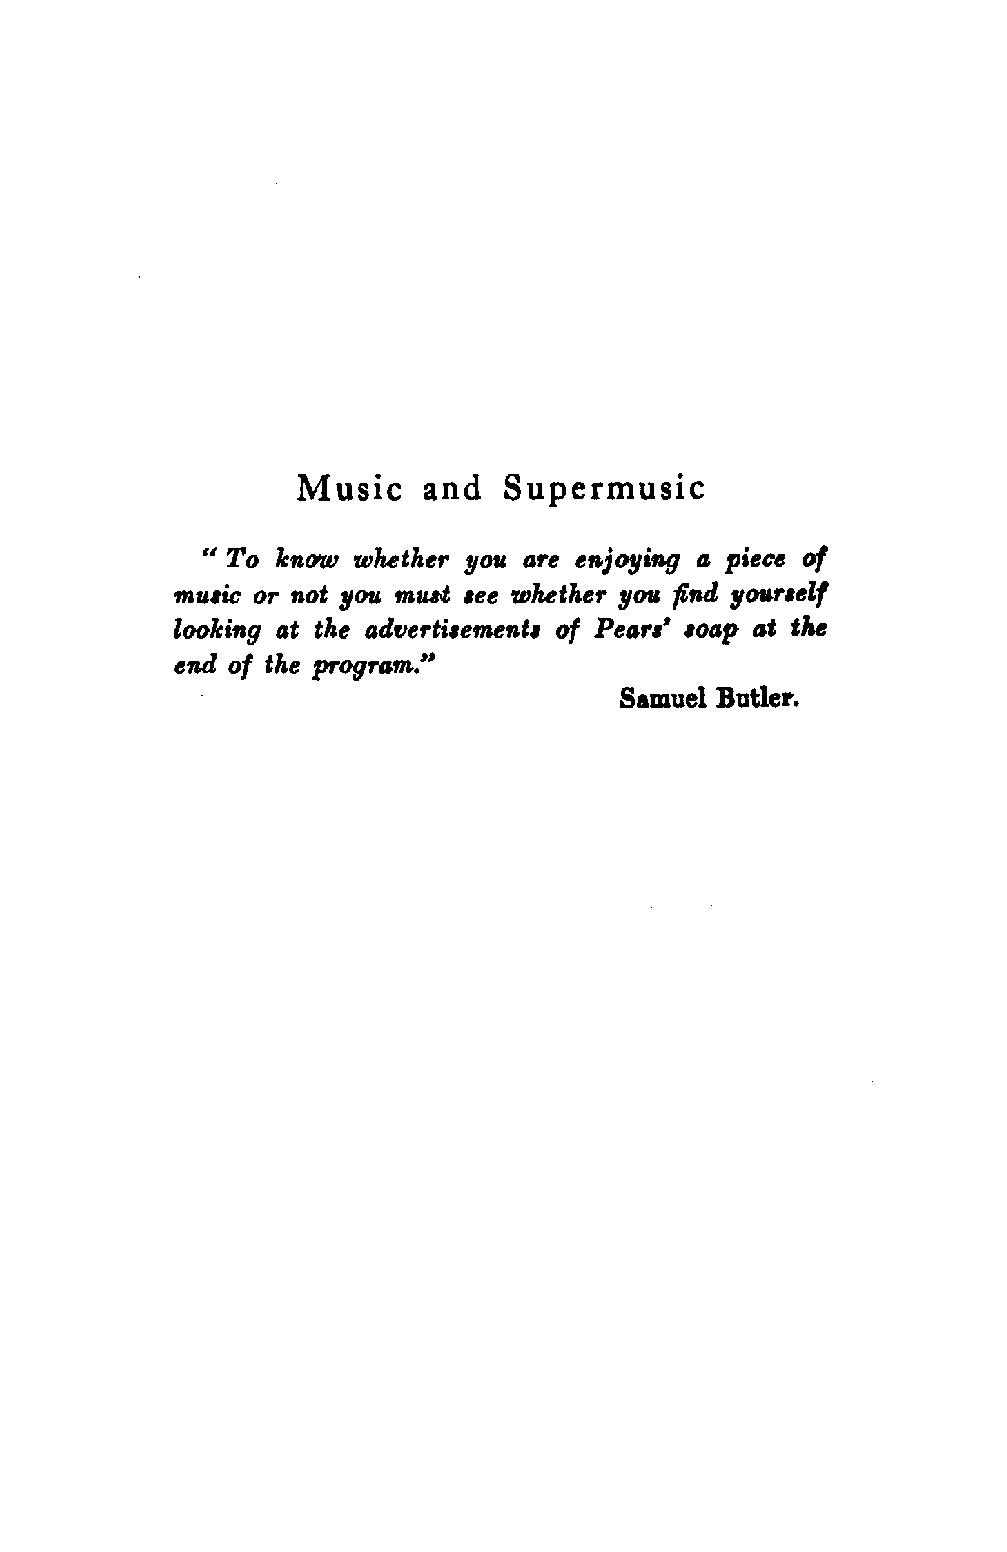 Music and Supermusic
“ To know whether you are enjoying a piece of
music or not you must see whether you find yourself
looking at the advertisements of Pears’ soap at the
end of the program.”
Samuel Butler.